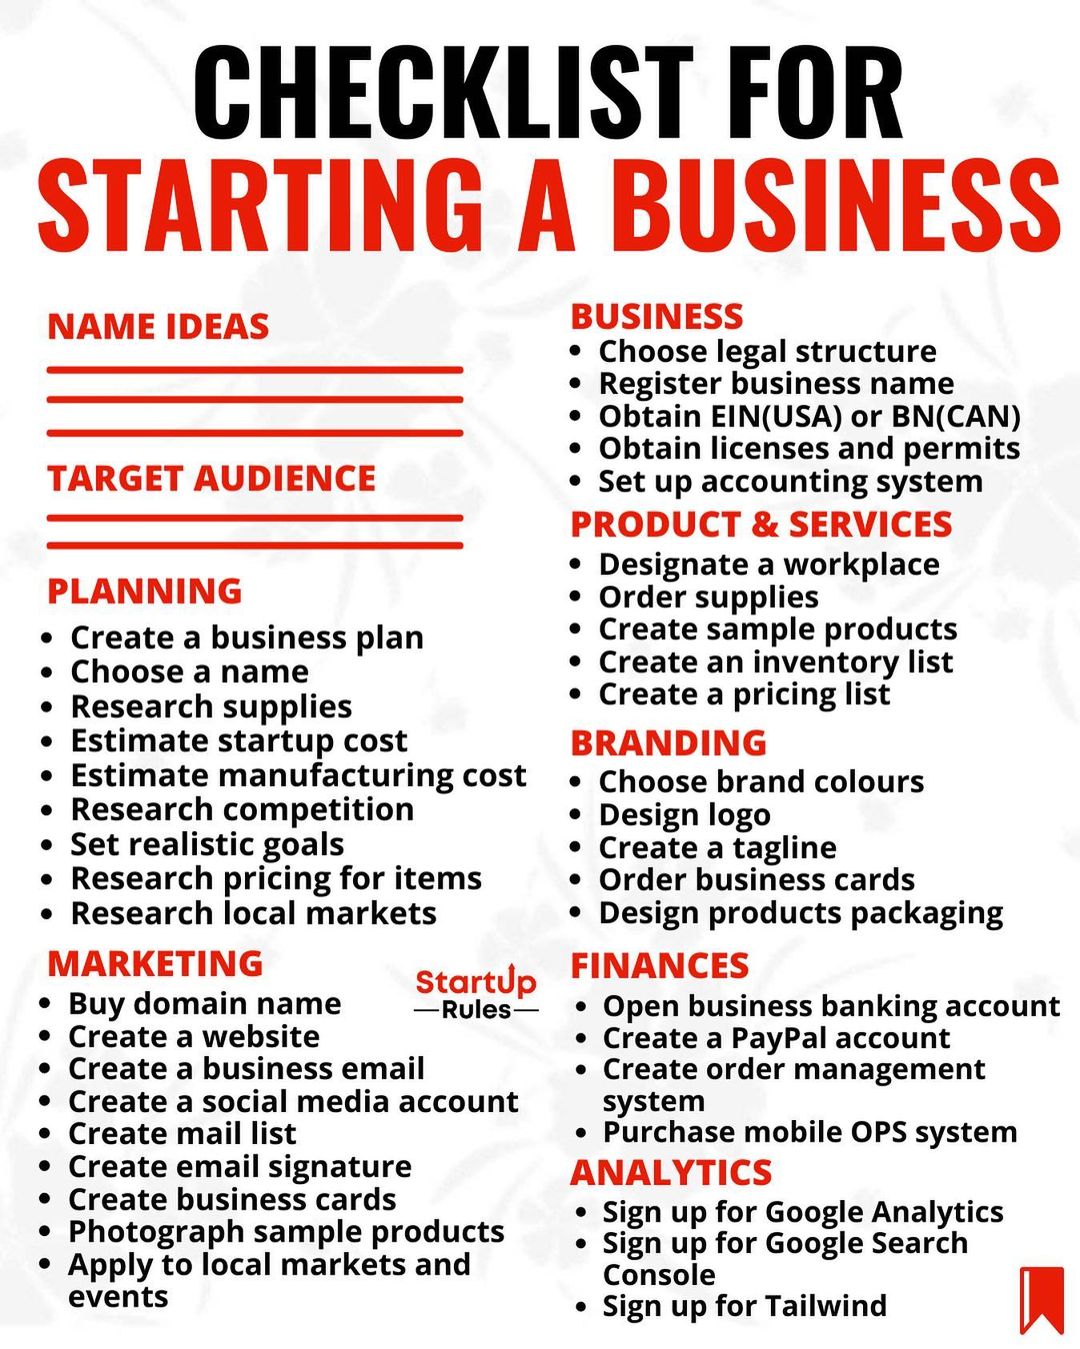 CHECKLIST FOR
STARTING A BUSINESS
NAME IDEAS
TARGET AUDIENCE
PLANNING
• Create a business plan
• Choose a name
• Research supplies
• Estimate startup cost
• Estimate manufacturing cost
• Research competition
• Set realistic goals
• Research pricing for items
• Research local markets
MARKETING
• Buy domain name
• Create a website
• Create a business email
• Create a social media account
• Create mail list
• Create email signature
• Create business cards
• Photograph sample products
• Apply to local markets and
events
StartUp
Rules
BUSINESS
• Choose legal structure
• Register business name
• Obtain EIN(USA) or BN(CAN)
• Obtain licenses and permits
• Set up accounting system
PRODUCT & SERVICES
• Designate a workplace
• Order supplies
• Create sample products
• Create an inventory list
• Create a pricing list
BRANDING
• Choose brand colours
• Design logo
• Create a tagline
• Order business cards
• Design products packaging
FINANCES
• Open business banking account
• Create a PayPal account
• Create order management
system
• Purchase mobile OPS system
ANALYTICS
• Sign up for Google Analytics
• Sign up for Google Search
Console
• Sign up for Tailwind